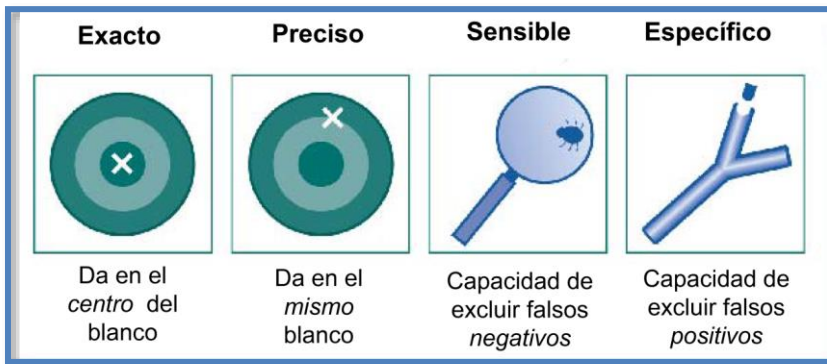 Exacto
Preciso
Sensible
Específico
Da en el
centro del
blanco
Da en el
mismo
blanco
Capacidad de
excluir falsos
negativos
Capacidad de
excluir falsos
positivos